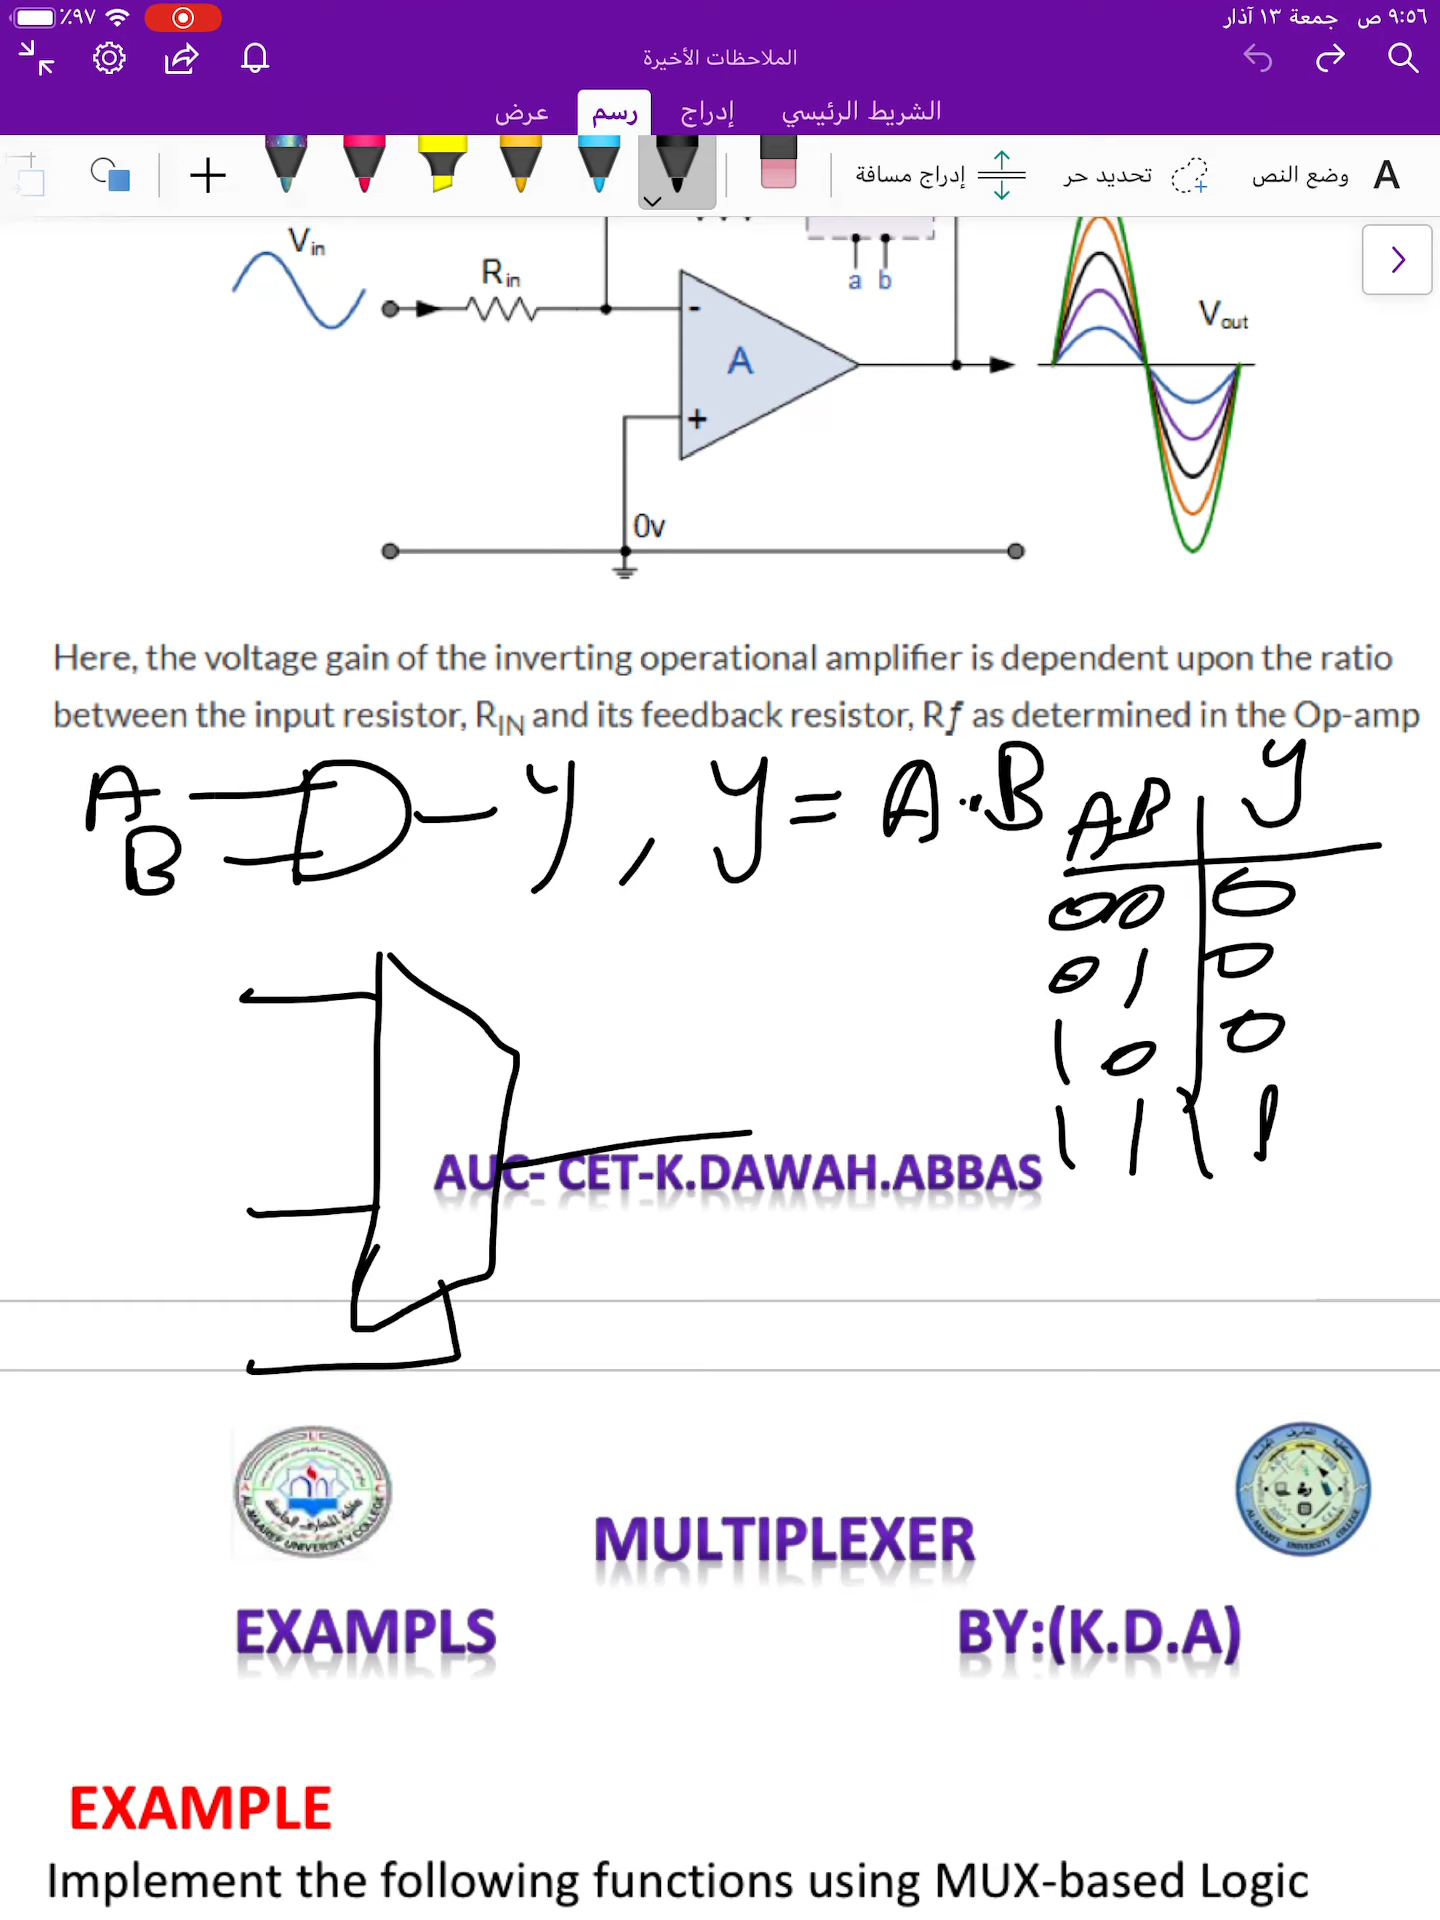 ٪٩٧ ٩:٥٦ ص جمعة ١٣ آذار
الملاحظات الأخيرة
الشريط الرئيسي إدراج رسم عرض
A وضع النص تحديد حر إدراج مسافة
Vin
Rin
a b
Vout
-
A
+
0v
Here, the voltage gain of the inverting operational amplifier is dependent upon the ratio
between the input resistor, RIN and its feedback resistor, Rƒ as determined in the Op-amp
A
B
y , y = A·B
AB y
00 0
01 0
10 0
11 1
AUC- CET-K.DAWAH.ABBAS
AL-MAAREF UNIVERSITY COLLEGE
MULTIPLEXER
EXAMPLS BY:(K.D.A)
EXAMPLE
Implement the following functions using MUX-based Logic